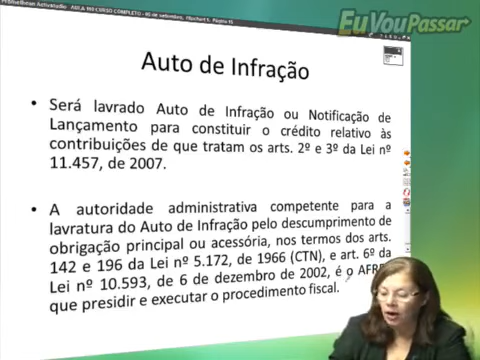 EuVouPassar
Auto de Infração
• Será lavrado Auto de Infração ou Notificação de
Lançamento para constituir o crédito relativo às
contribuições de que tratam os arts. 2º e 3º da Lei nº
11.457, de 2007.
• A autoridade administrativa competente para a
lavratura do Auto de Infração pelo descumprimento de
obrigação principal ou acessória, nos termos dos arts.
142 e 196 da Lei nº 5.172, de 1966 (CTN), e art. 6º da
Lei nº 10.593, de 6 de dezembro de 2002, é o
que presidir e executar o procedimento fiscal.